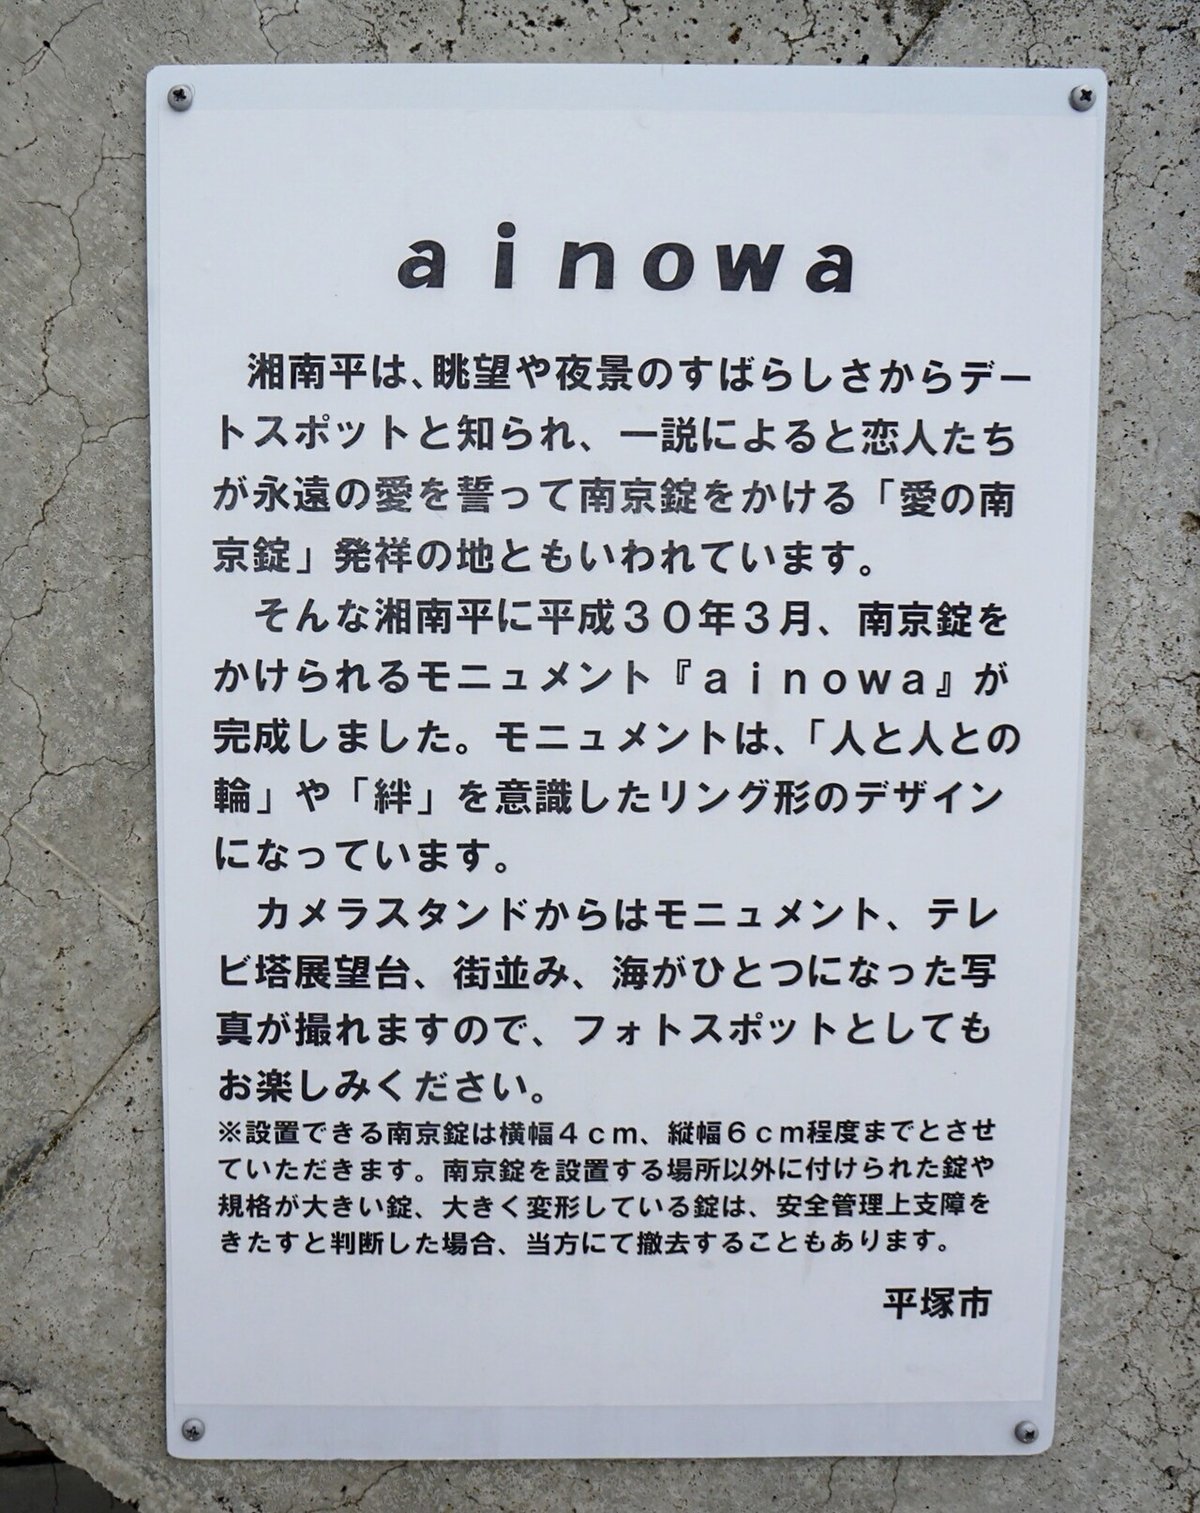 ａｉｎｏｗａ
　湘南平は、眺望や夜景のすばらしさからデー
トスポットと知られ、一説によると恋人たち
が永遠の愛を誓って南京錠をかける「愛の南
京錠」発祥の地ともいわれています。
　そんな湘南平に平成３０年３月、南京錠を
かけられるモニュメント『ａｉｎｏｗａ』が
完成しました。モニュメントは、「人と人との
輪」や「絆」を意識したリング形のデザイン
になっています。
　カメラスタンドからはモニュメント、テレ
ビ塔展望台、街並み、海がひとつになった写
真が撮れますので、フォトスポットとしても
お楽しみください。
※設置できる南京錠は横幅４ｃｍ、縦幅６ｃｍ程度までとさせ
ていただきます。南京錠を設置する場所以外に付けられた錠や
規格が大きい錠、大きく変形している錠は、安全管理上支障を
きたすと判断した場合、当方にて撤去することもあります。
平塚市